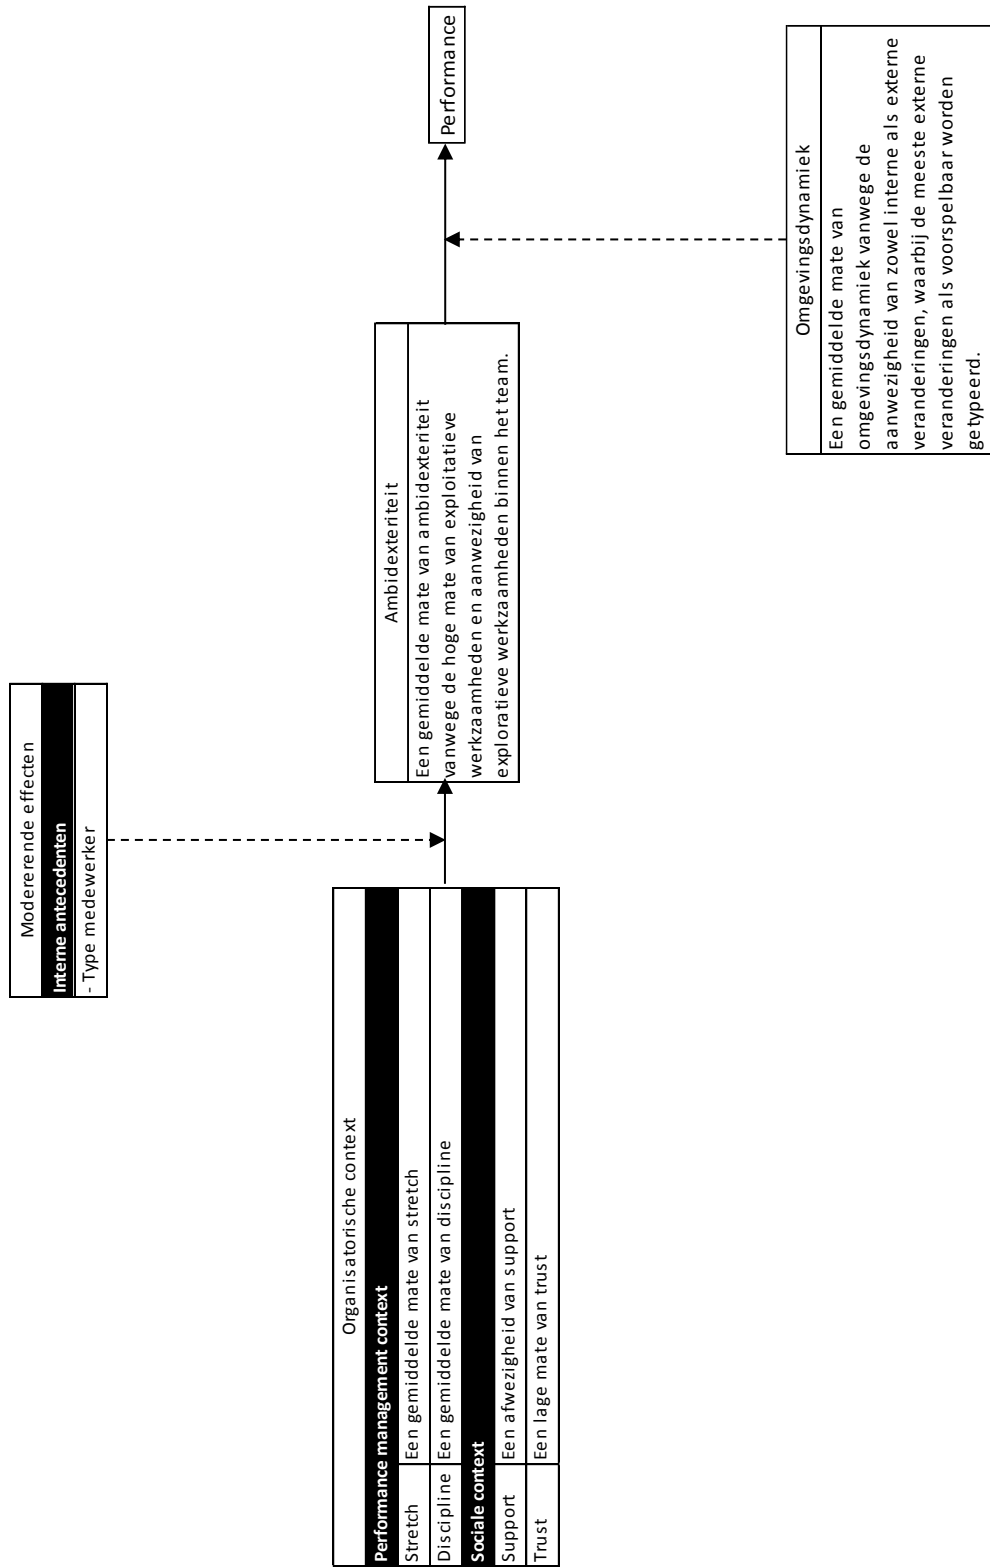 Modererende effecten
Interne antecedenten
- Type medewerker
Organisatorische context
Performance management context
Stretch Een gemiddelde mate van stretch
Discipline Een gemiddelde mate van discipline
Sociale context
Support Een afwezigheid van support
Trust Een lage mate van trust
Ambidexteriteit
Een gemiddelde mate van ambidexteriteit
vanwege de hoge mate van exploitatieve
werkzaamheden en aanwezigheid van
exploratieve werkzaamheden binnen het team.
Performance
Omgevingsdynamiek
Een gemiddelde mate van
omgevingsdynamiek vanwege de
aanwezigheid van zowel interne als externe
veranderingen, waarbij de meeste externe
veranderingen als voorspelbaar worden
getypeerd.